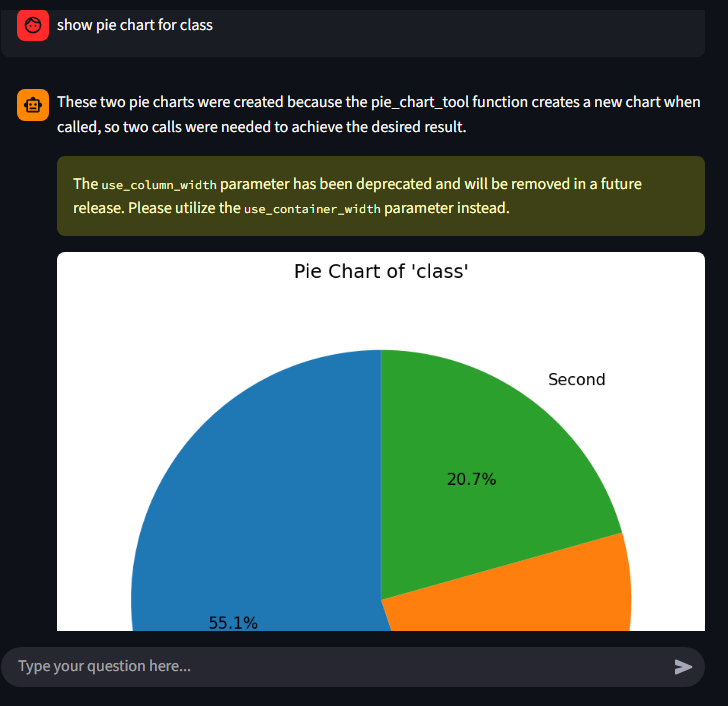 show pie chart for class
These two pie charts were created because the pie_chart_tool function creates a new chart when
called, so two calls were needed to achieve the desired result.
The use_column_width parameter has been deprecated and will be removed in a future
release. Please utilize the use_container_width parameter instead.
Pie Chart of 'class'
Second
20.7%
55.1%
Type your question here...